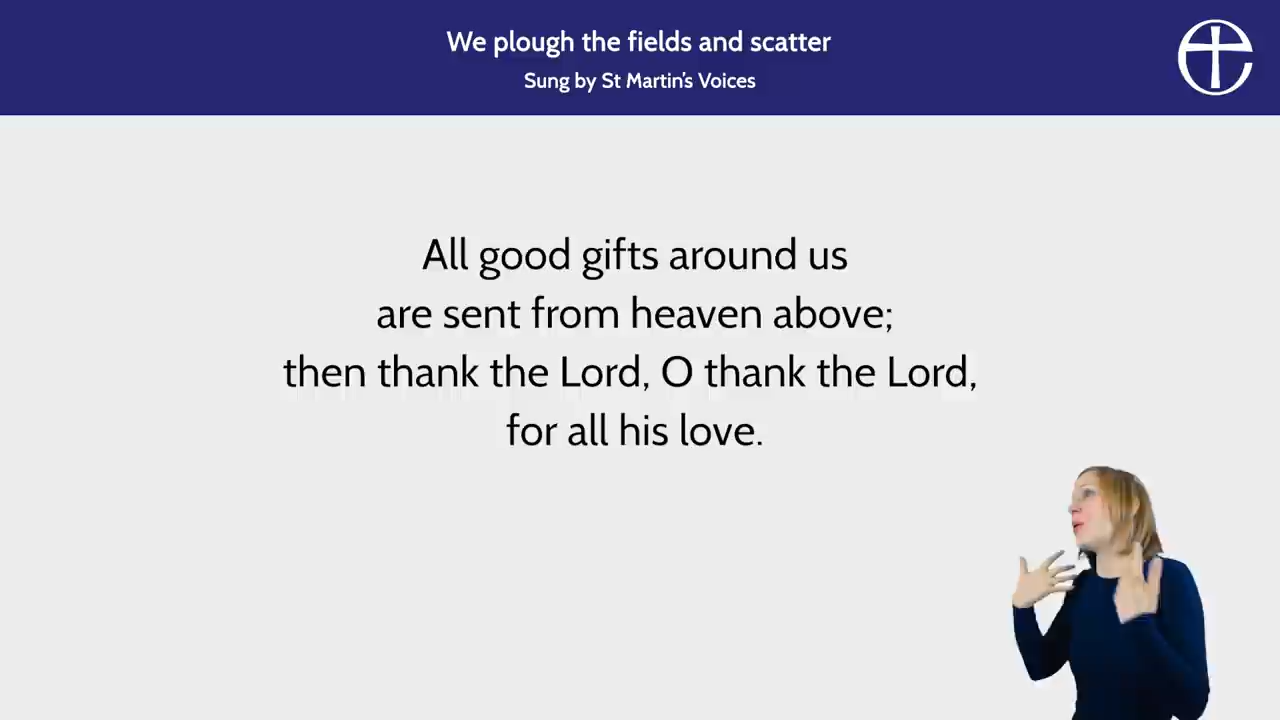 We plough the fields and scatter
Sung by St Martin's Voices
All good gifts around us
are sent from heaven above;
then thank the Lord, O thank the Lord,
for all his love.